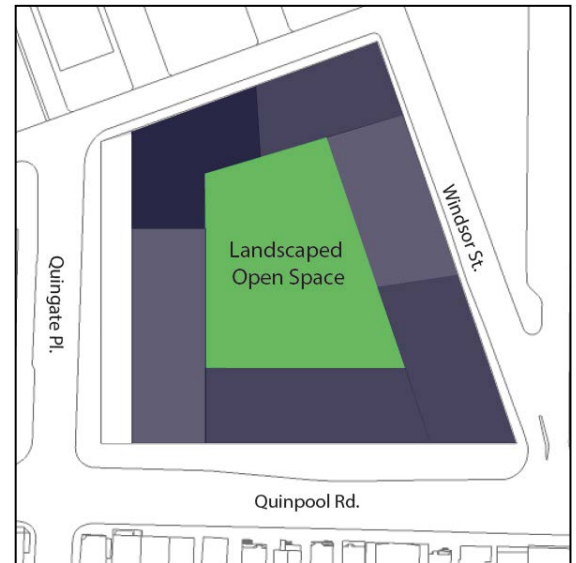 Landscaped
Open Space
Windsor St.
Quingate Pl.
Quinpool Rd.